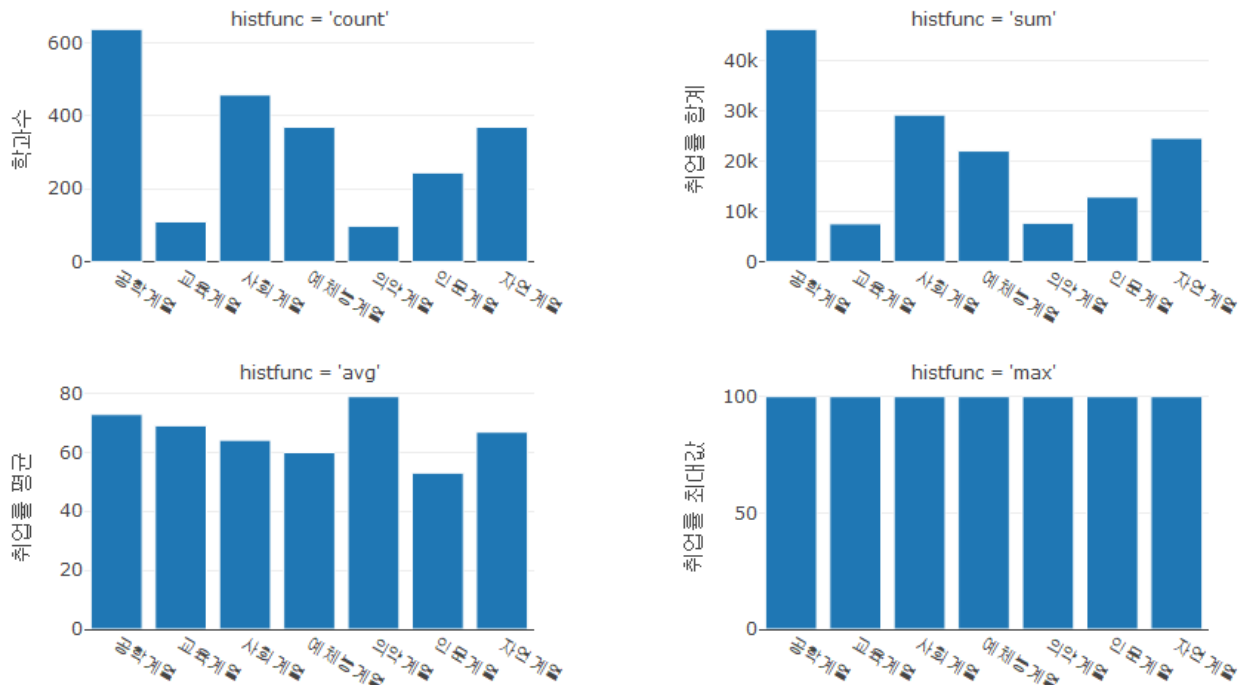 histfunc = 'count'
600
400
200
0
학과수
공학계열
교육계열
사회계열
예체능계열
의약계열
인문계열
자연계열
histfunc = 'sum'
40k
30k
20k
10k
0
취업률 합계
공학계열
교육계열
사회계열
예체능계열
의약계열
인문계열
자연계열
histfunc = 'avg'
80
60
40
20
0
취업률 평균
공학계열
교육계열
사회계열
예체능계열
의약계열
인문계열
자연계열
histfunc = 'max'
100
50
0
취업률 최대값
공학계열
교육계열
사회계열
예체능계열
의약계열
인문계열
자연계열